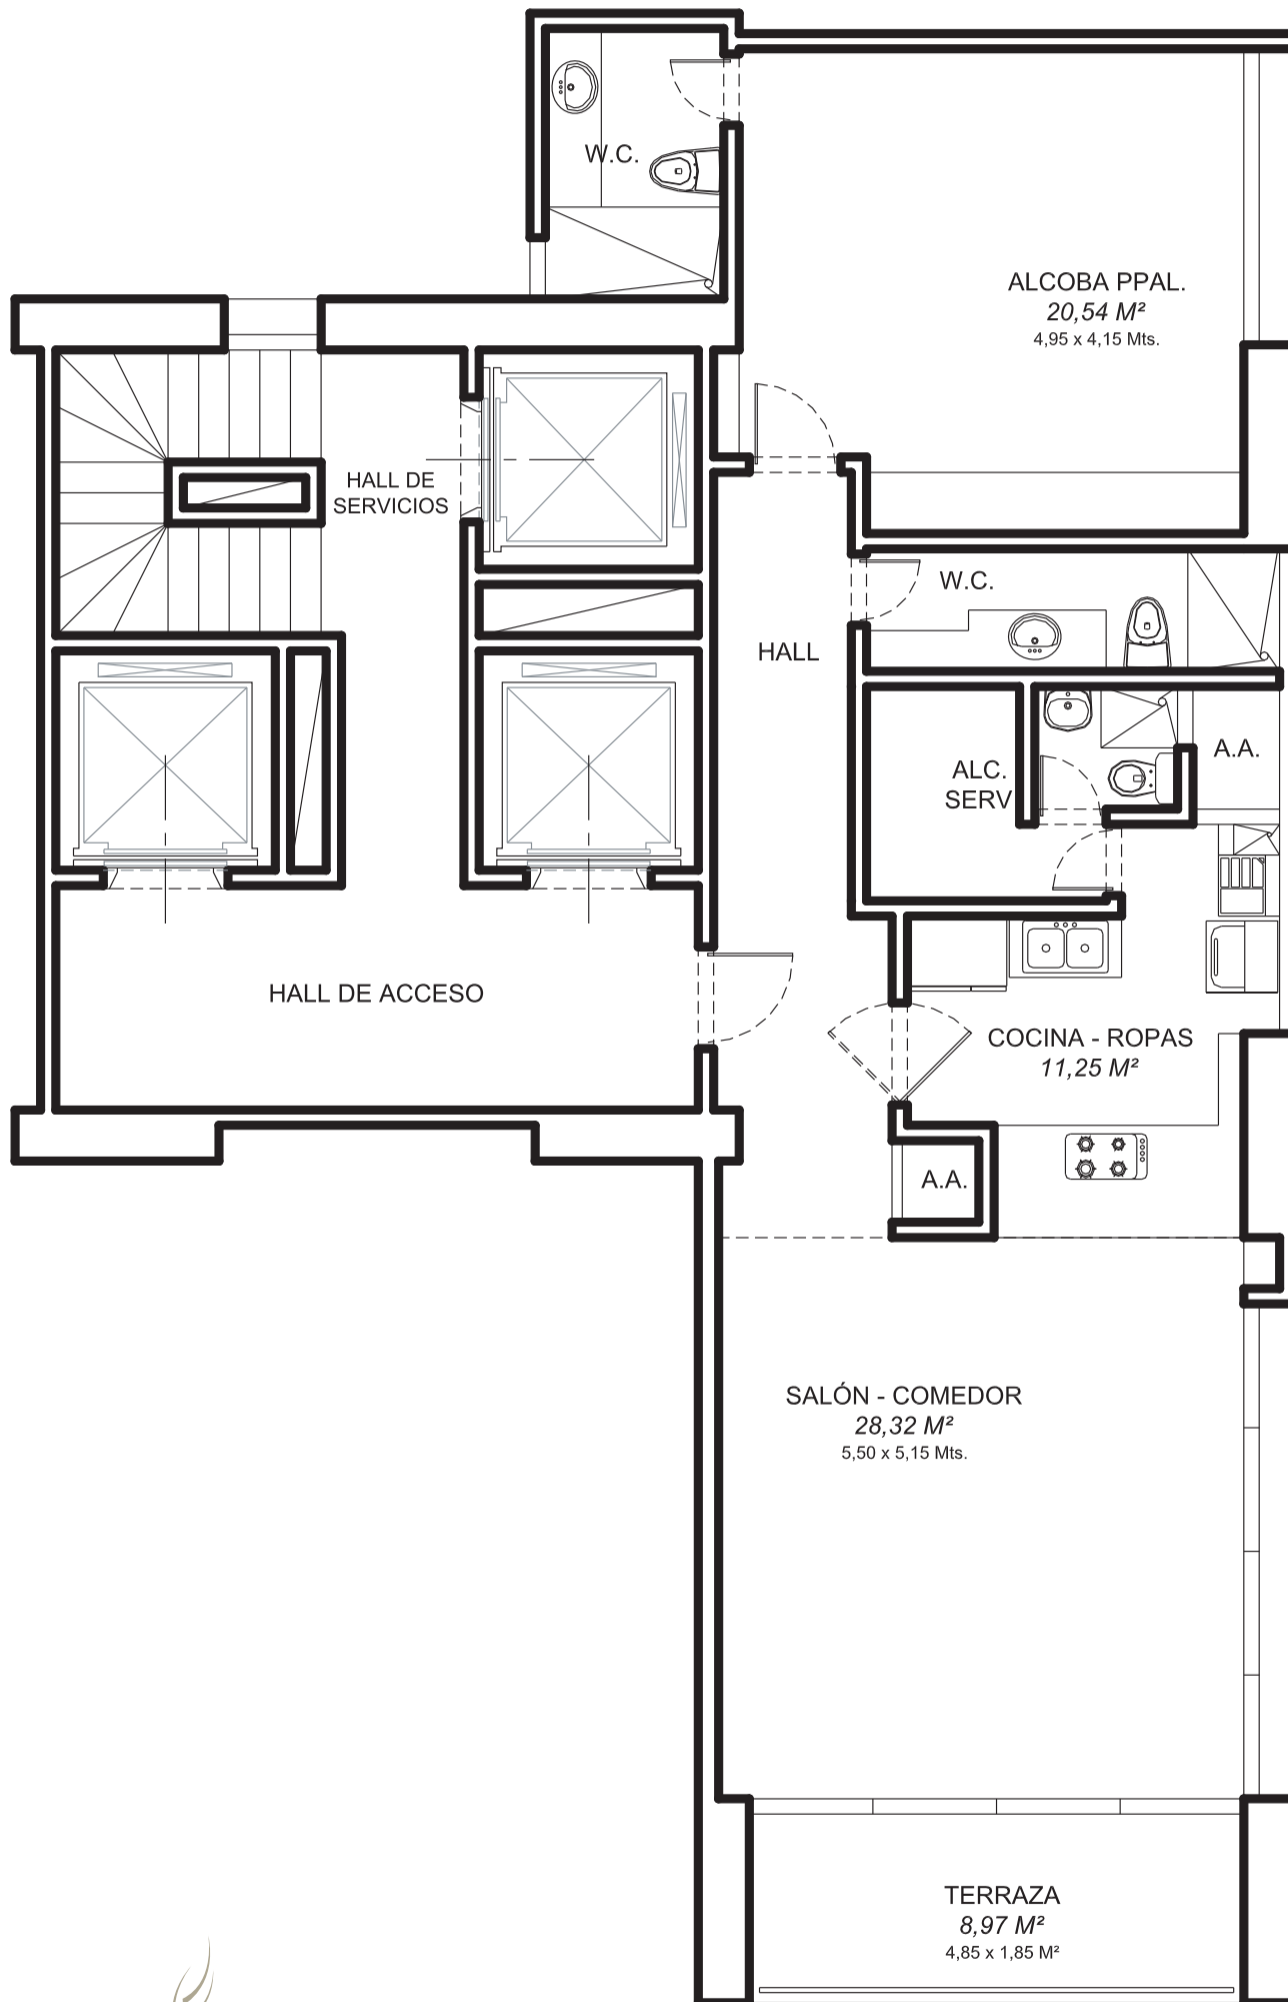 W.C.
ALCOBA PPAL.
20,54 M²
4,95 x 4,15 Mts.
HALL DE
SERVICIOS
W.C.
HALL
ALC.
SERV
A.A.
HALL DE ACCESO
COCINA - ROPAS
11,25 M²
A.A.
SALÓN - COMEDOR
28,32 M²
5,50 x 5,15 Mts.
TERRAZA
8,97 M²
4,85 x 1,85 M²